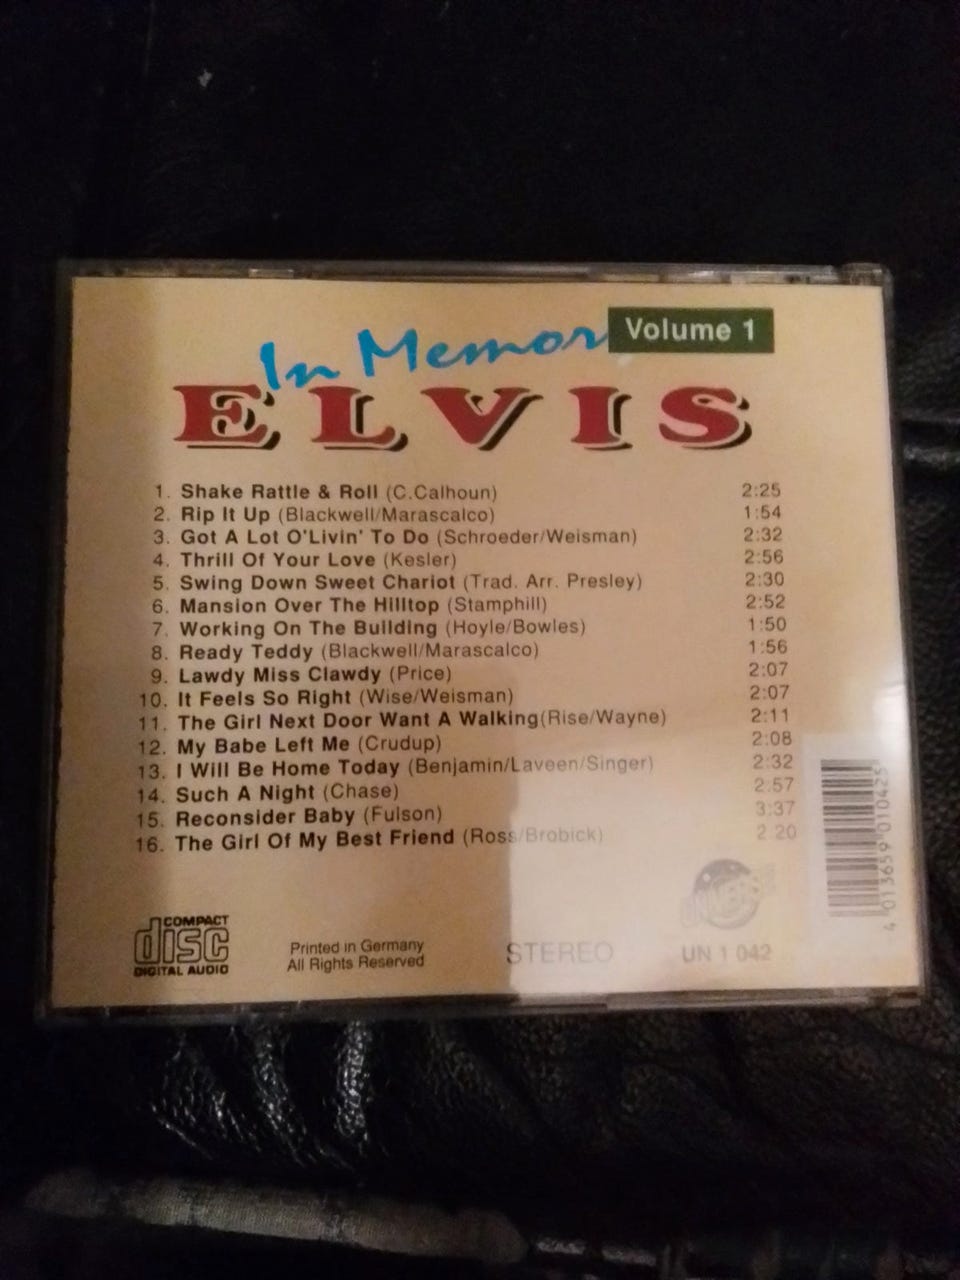 In Memory
Volume 1
ELVIS
1. Shake Rattle & Roll (C.Calhoun) 2:25
2. Rip It Up (Blackwell/Marascalco) 1:54
3. Got A Lot O'Livin' To Do (Schroeder/Weisman) 2:32
4. Thrill Of Your Love (Kesler) 2:56
5. Swing Down Sweet Chariot (Trad. Arr. Presley) 2:30
6. Mansion Over The Hilltop (Stamphill) 2:52
7. Working On The Building (Hoyle/Bowles) 1:50
8. Ready Teddy (Blackwell/Marascalco) 1:56
9. Lawdy Miss Clawdy (Price) 2:07
10. It Feels So Right (Wise/Weisman) 2:07
11. The Girl Next Door Want A Walking(Rise/Wayne) 2:11
12. My Babe Left Me (Crudup) 2:08
13. I Will Be Home Today (Benjamin/Laveen/Singer) 2:32
14. Such A Night (Chase) 2:57
15. Reconsider Baby (Fulson) 3:37
16. The Girl Of My Best Friend (Ross/Brobick) 2:20
COMPACT
disc
DIGITAL AUDIO
Printed in Germany
All Rights Reserved
STEREO
UN 1 042
4 013659 010425